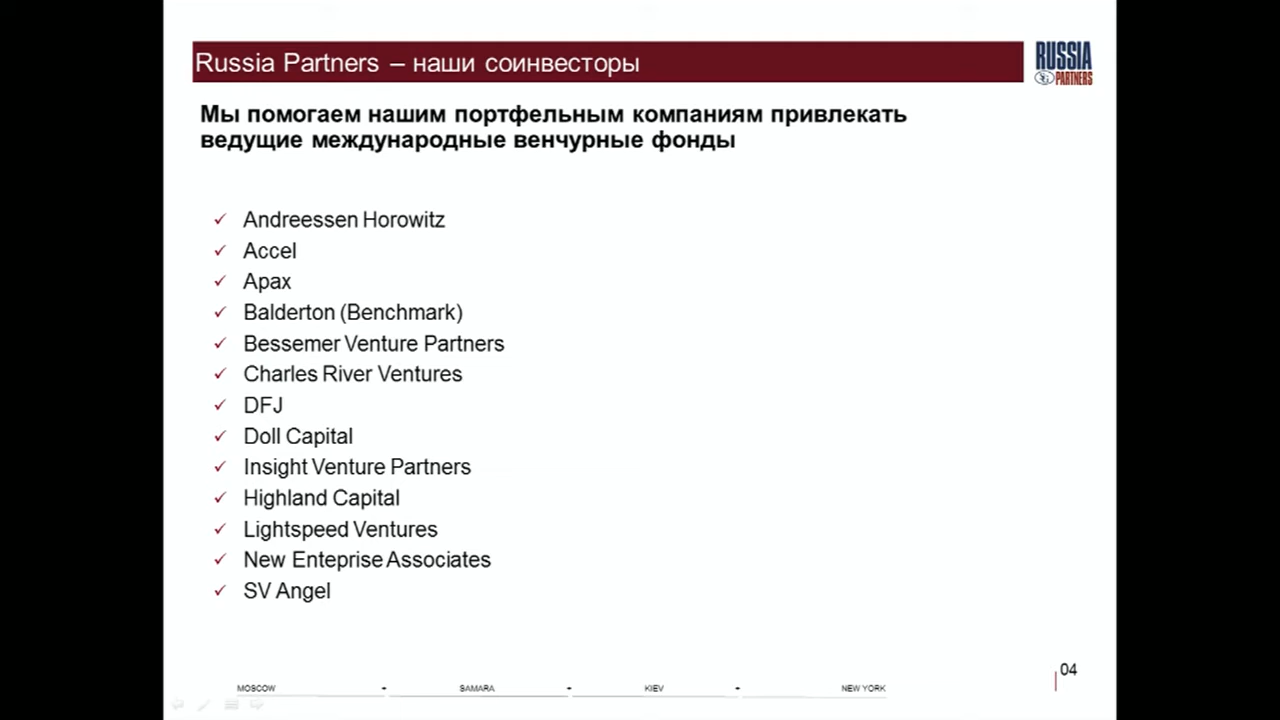 Russia Partners – наши соинвесторы
RUSSIA
PARTNERS
Мы помогаем нашим портфельным компаниям привлекать
ведущие международные венчурные фонды
✓ Andreessen Horowitz
✓ Accel
✓ Apax
✓ Balderton (Benchmark)
✓ Bessemer Venture Partners
✓ Charles River Ventures
✓ DFJ
✓ Doll Capital
✓ Insight Venture Partners
✓ Highland Capital
✓ Lightspeed Ventures
✓ New Enteprise Associates
✓ SV Angel
04
MOSCOW - SAMARA - KIEV - NEW YORK